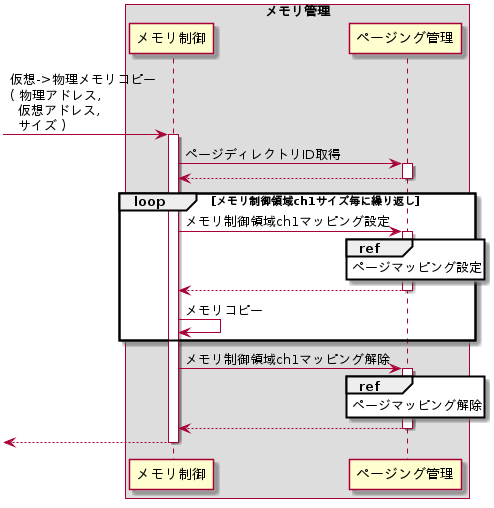 メモリ管理
メモリ制御
ページング管理
仮想->物理メモリコピー
( 物理アドレス,
仮想アドレス,
サイズ )
ページディレクトリID取得
loop
[メモリ制御領域ch1サイズ毎に繰り返し]
メモリ制御領域ch1マッピング設定
ref
ページマッピング設定
メモリコピー
メモリ制御領域ch1マッピング解除
ref
ページマッピング解除
メモリ制御
ページング管理